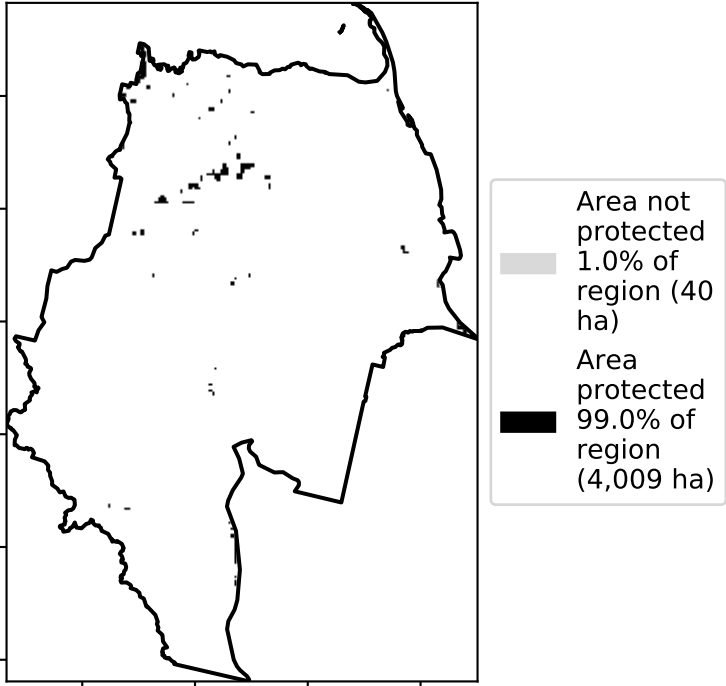 Area not
protected
1.0% of
region (40
ha)
Area
protected
99.0% of
region
(4,009 ha)